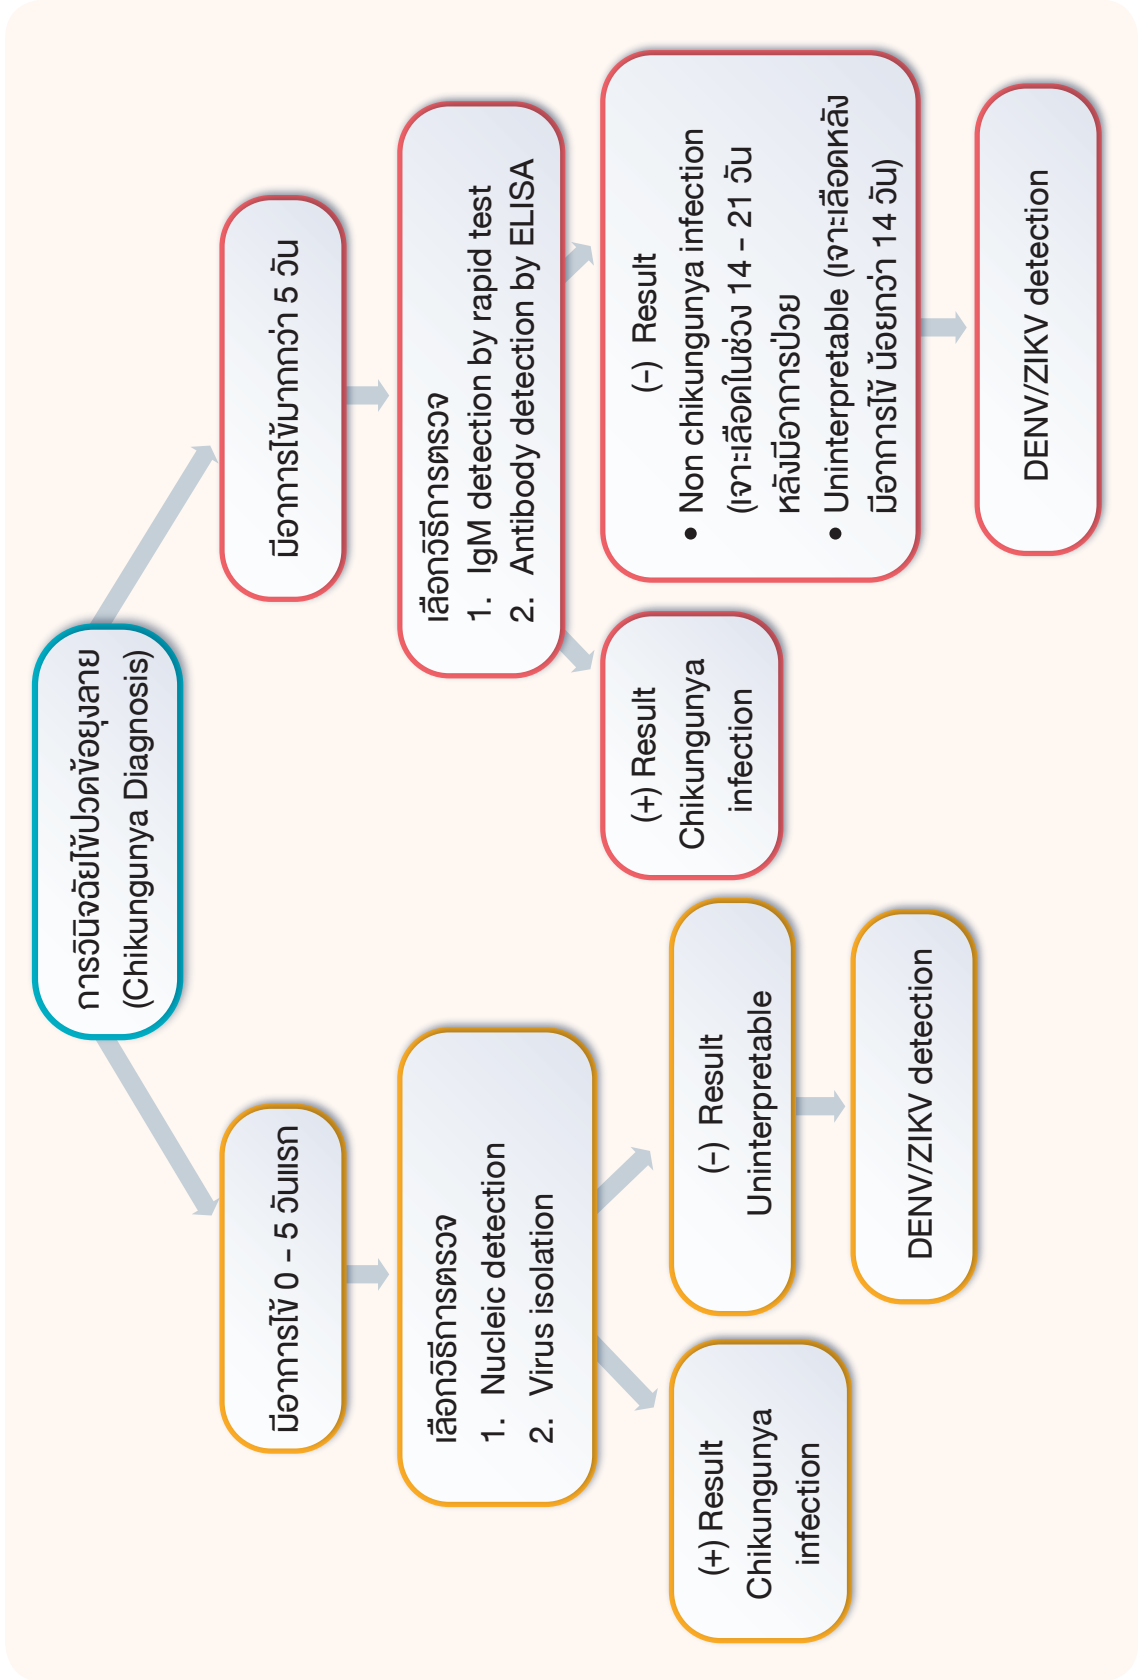 การวินิจฉัยไข้ปวดข้อยุงลาย
(Chikungunya Diagnosis)
มีอาการไข้ 0 – 5 วันแรก
เลือกวิธีการตรวจ
1. Nucleic detection
2. Virus isolation
(+) Result
Chikungunya
infection
(–) Result
Uninterpretable
DENV/ZIKV detection
มีอาการไข้มากกว่า 5 วัน
เลือกวิธีการตรวจ
1. IgM detection by rapid test
2. Antibody detection by ELISA
(+) Result
Chikungunya
infection
(–) Result
• Non chikungunya infection
(เจาะเลือดในช่วง 14 – 21 วัน
หลังมีอาการป่วย
• Uninterpretable (เจาะเลือดหลัง
มีอาการไข้ น้อยกว่า 14 วัน)
DENV/ZIKV detection